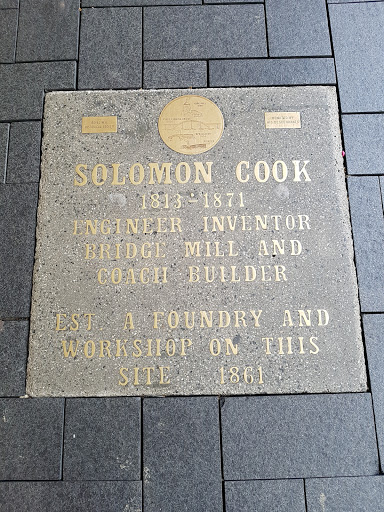 SOLOMON COOK
1813-1871
ENGINEER INVENTOR
BRIDGE MILL AND
COACH BUILDER
EST. A FOUNDRY AND
WORKSHOP ON THIS
SITE 1861